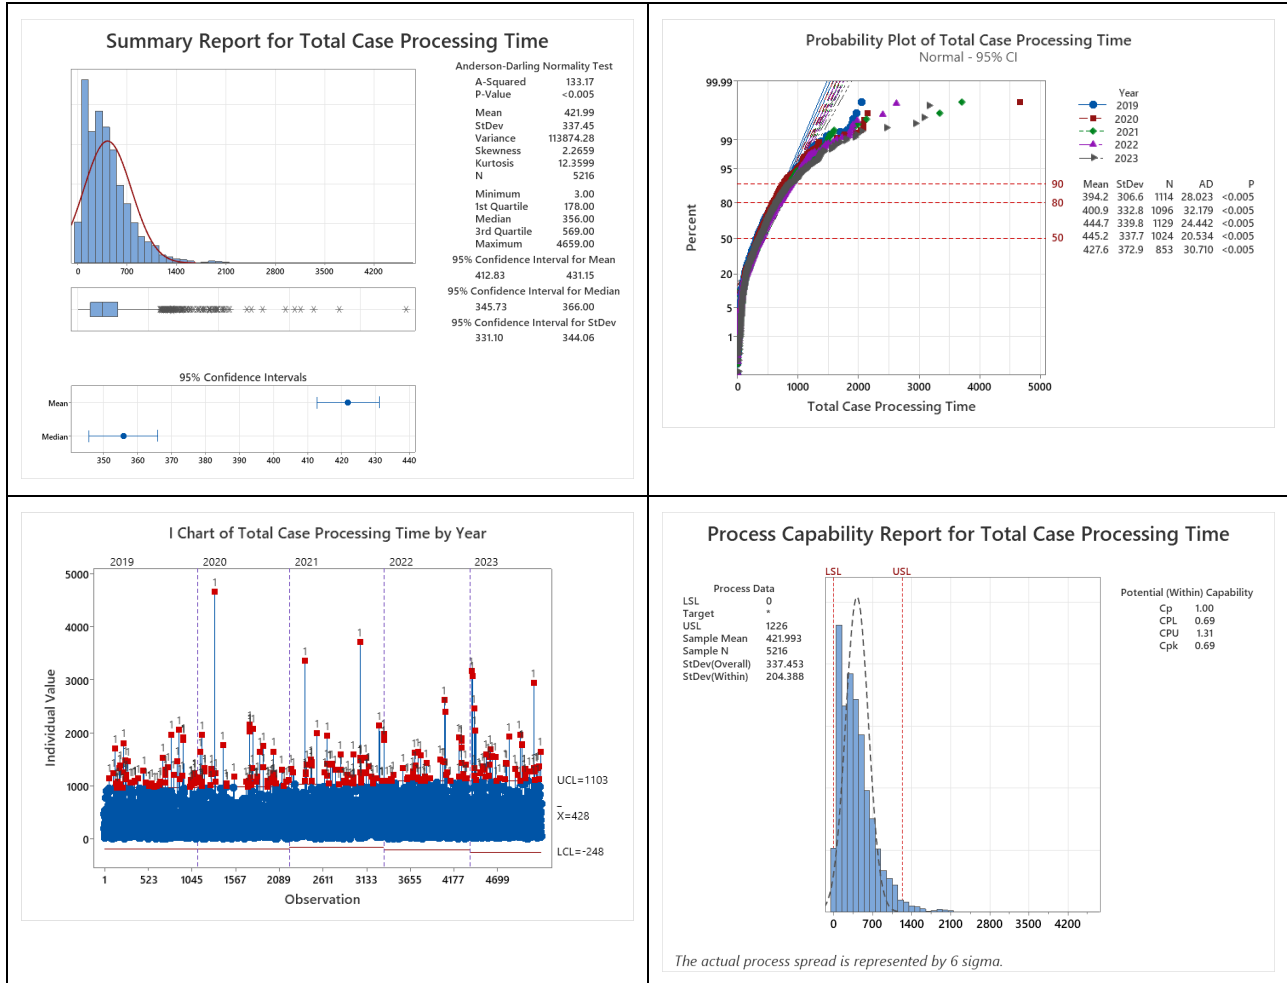 Summary Report for Total Case Processing Time
Anderson-Darling Normality Test
A-Squared 133.17
P-Value <0.005
Mean 421.99
StDev 337.45
Variance 113874.28
Skewness 2.2659
Kurtosis 12.3599
N 5216
Minimum 3.00
1st Quartile 178.00
Median 356.00
3rd Quartile 569.00
Maximum 4659.00
95% Confidence Interval for Mean
412.83 431.15
95% Confidence Interval for Median
345.73 366.00
95% Confidence Interval for StDev
331.10 344.06
0 700 1400 2100 2800 3500 4200
95% Confidence Intervals
Mean
Median
350 360 370 380 390 400 410 420 430 440
Probability Plot of Total Case Processing Time
Normal - 95% CI
Percent
99.99
99
95
80
50
20
5
1
90
80
50
0 1000 2000 3000 4000 5000
Total Case Processing Time
Year
2019
2020
2021
2022
2023
Mean StDev N AD P
394.2 306.6 1114 28.023 <0.005
400.9 332.8 1096 32.179 <0.005
444.7 339.8 1129 24.442 <0.005
445.2 337.7 1024 20.534 <0.005
427.6 372.9 853 30.710 <0.005
I Chart of Total Case Processing Time by Year
2019 2020 2021 2022 2023
Individual Value
5000
4000
3000
2000
1000
0
UCL=1103
X̄=428
LCL=-248
1 523 1045 1567 2089 2611 3133 3655 4177 4699
Observation
Process Capability Report for Total Case Processing Time
LSL USL
Process Data
LSL 0
Target *
USL 1226
Sample Mean 421.993
Sample N 5216
StDev(Overall) 337.453
StDev(Within) 204.388
Potential (Within) Capability
Cp 1.00
CPL 0.69
CPU 1.31
Cpk 0.69
0 700 1400 2100 2800 3500 4200
The actual process spread is represented by 6 sigma.